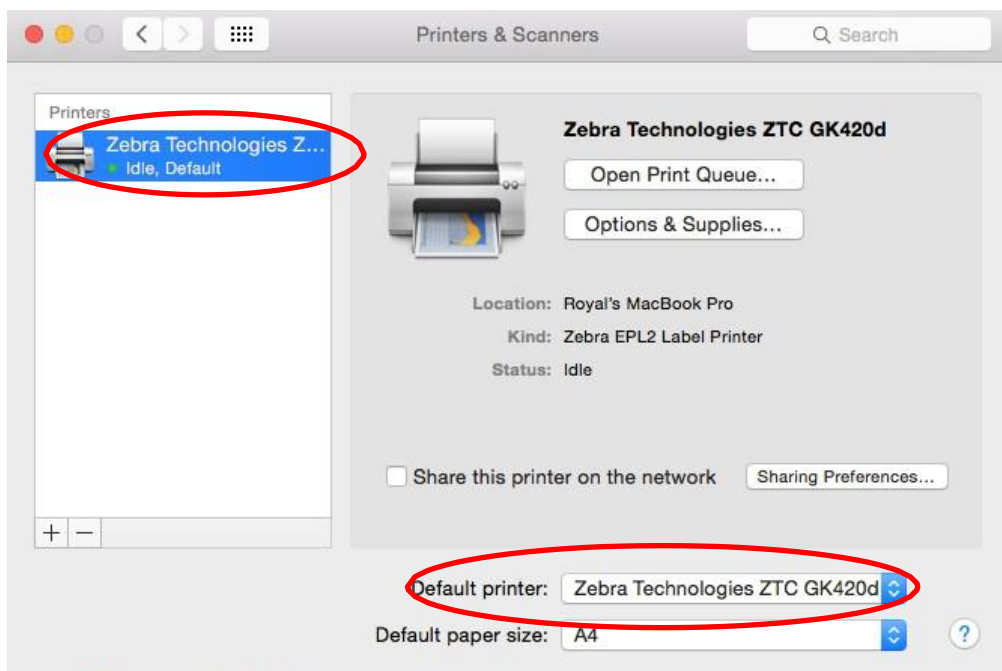 Printers & Scanners
Search
Printers
Zebra Technologies Z...
Idle, Default
+ −
Zebra Technologies ZTC GK420d
Open Print Queue...
Options & Supplies...
Location: Royal's MacBook Pro
Kind: Zebra EPL2 Label Printer
Status: Idle
Share this printer on the network Sharing Preferences...
Default printer: Zebra Technologies ZTC GK420d
Default paper size: A4
?